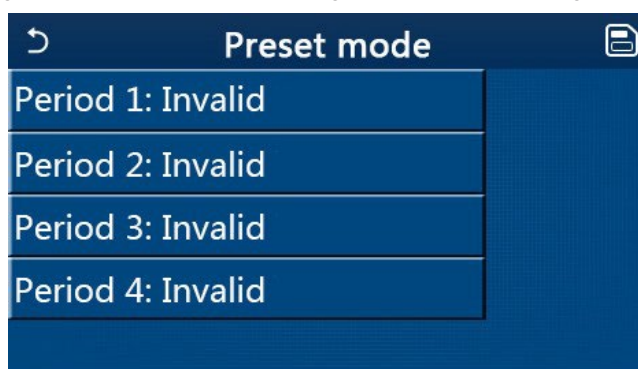 Preset mode
Period 1: Invalid
Period 2: Invalid
Period 3: Invalid
Period 4: Invalid